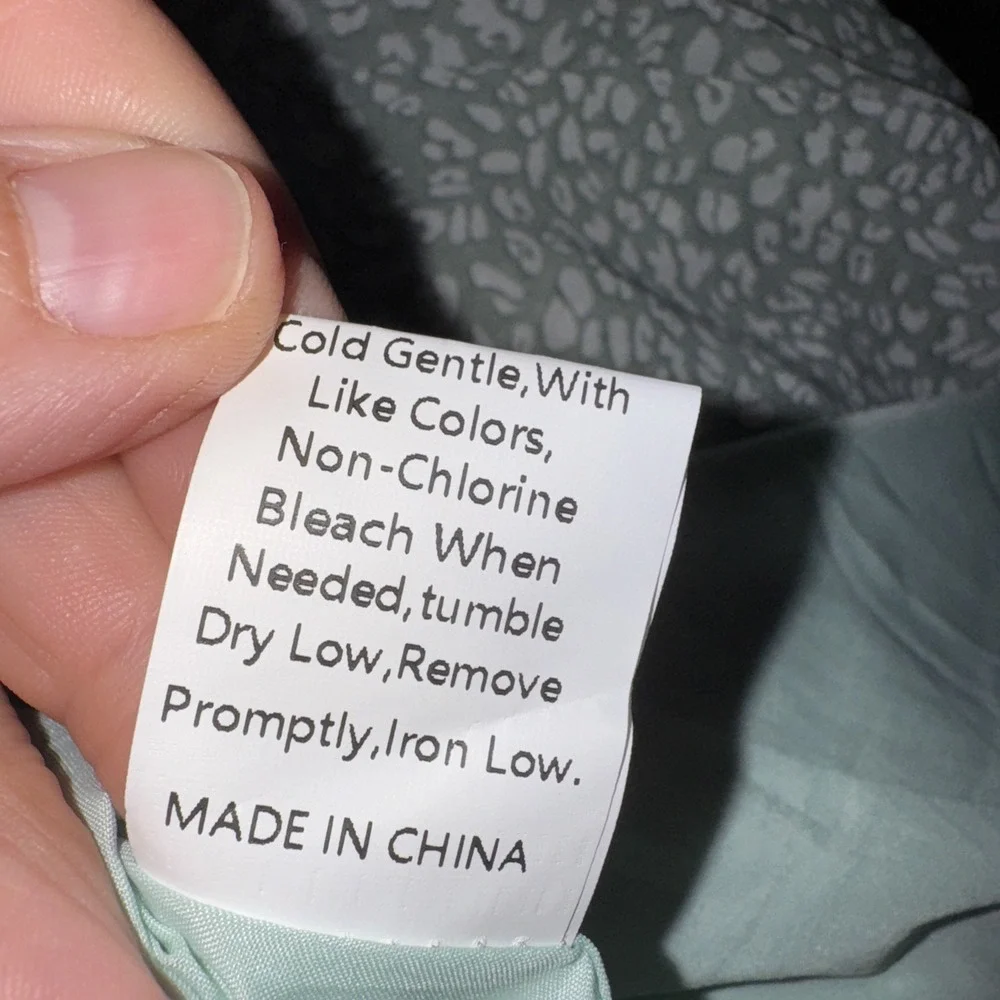 Cold Gentle,With
Like Colors,
Non-Chlorine
Bleach When
Needed,tumble
Dry Low,Remove
Promptly,Iron Low.
MADE IN CHINA